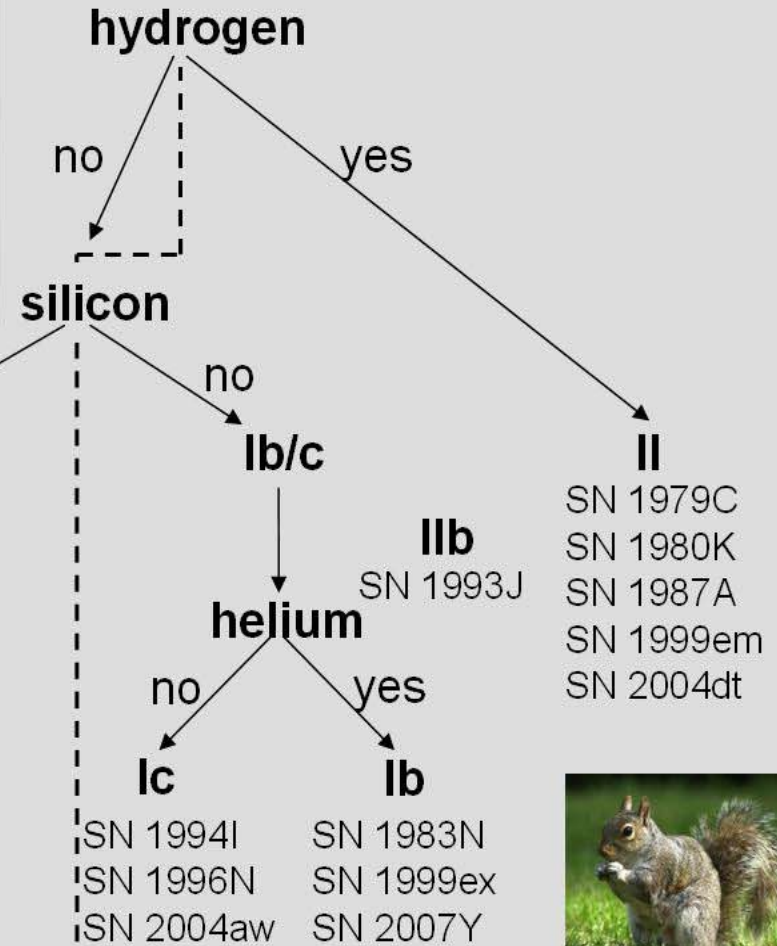 hydrogen
no
yes
silicon
no
Ib/c
II
SN 1979C
SN 1980K
SN 1987A
SN 1999em
SN 2004dt
IIb
SN 1993J
helium
no
yes
Ic
SN 1994I
SN 1996N
SN 2004aw
Ib
SN 1983N
SN 1999ex
SN 2007Y